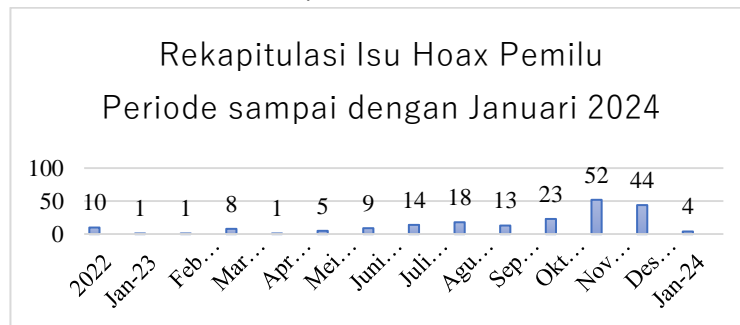 Rekapitulasi Isu Hoax Pemilu
Periode sampai dengan Januari 2024
100
50
0
10 1 1 8 1 5 9 14 18 13 23 52 44 4
2022 Jan-23 Feb… Mar… Apr… Mei… Juni… Juli… Agu… Sep… Okt… Nov… Des… Jan-24